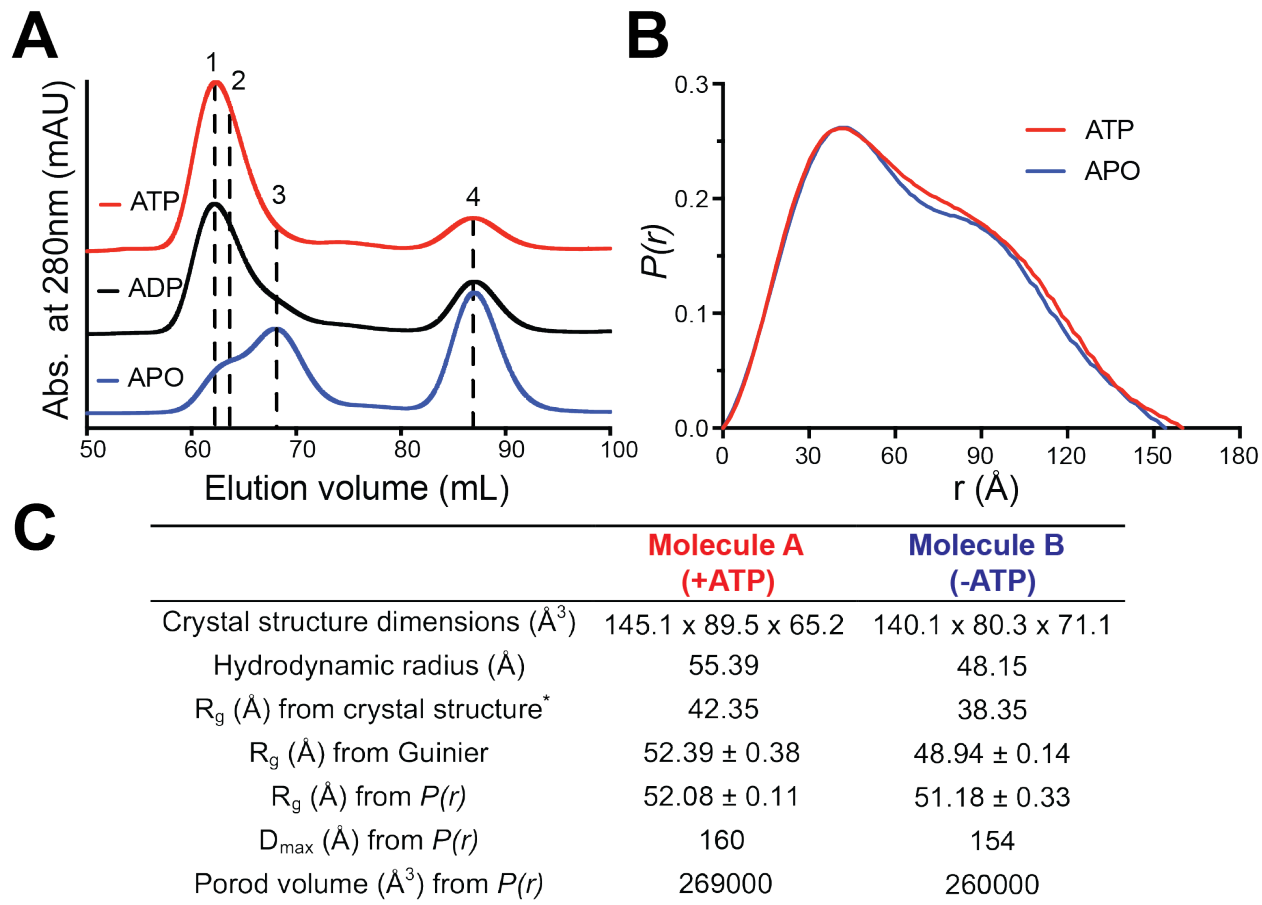 A
Abs. at 280nm (mAU)
1
2
3
4
ATP
ADP
APO
50 60 70 80 90 100
Elution volume (mL)
B
P(r)
0.3
0.2
0.1
0.0
ATP
APO
0 30 60 90 120 150 180
r (Å)
C
Molecule A Molecule B
(+ATP) (-ATP)
Crystal structure dimensions (Å³) 145.1 x 89.5 x 65.2 140.1 x 80.3 x 71.1
Hydrodynamic radius (Å) 55.39 48.15
Rg (Å) from crystal structure* 42.35 38.35
Rg (Å) from Guinier 52.39 ± 0.38 48.94 ± 0.14
Rg (Å) from P(r) 52.08 ± 0.11 51.18 ± 0.33
Dmax (Å) from P(r) 160 154
Porod volume (Å³) from P(r) 269000 260000